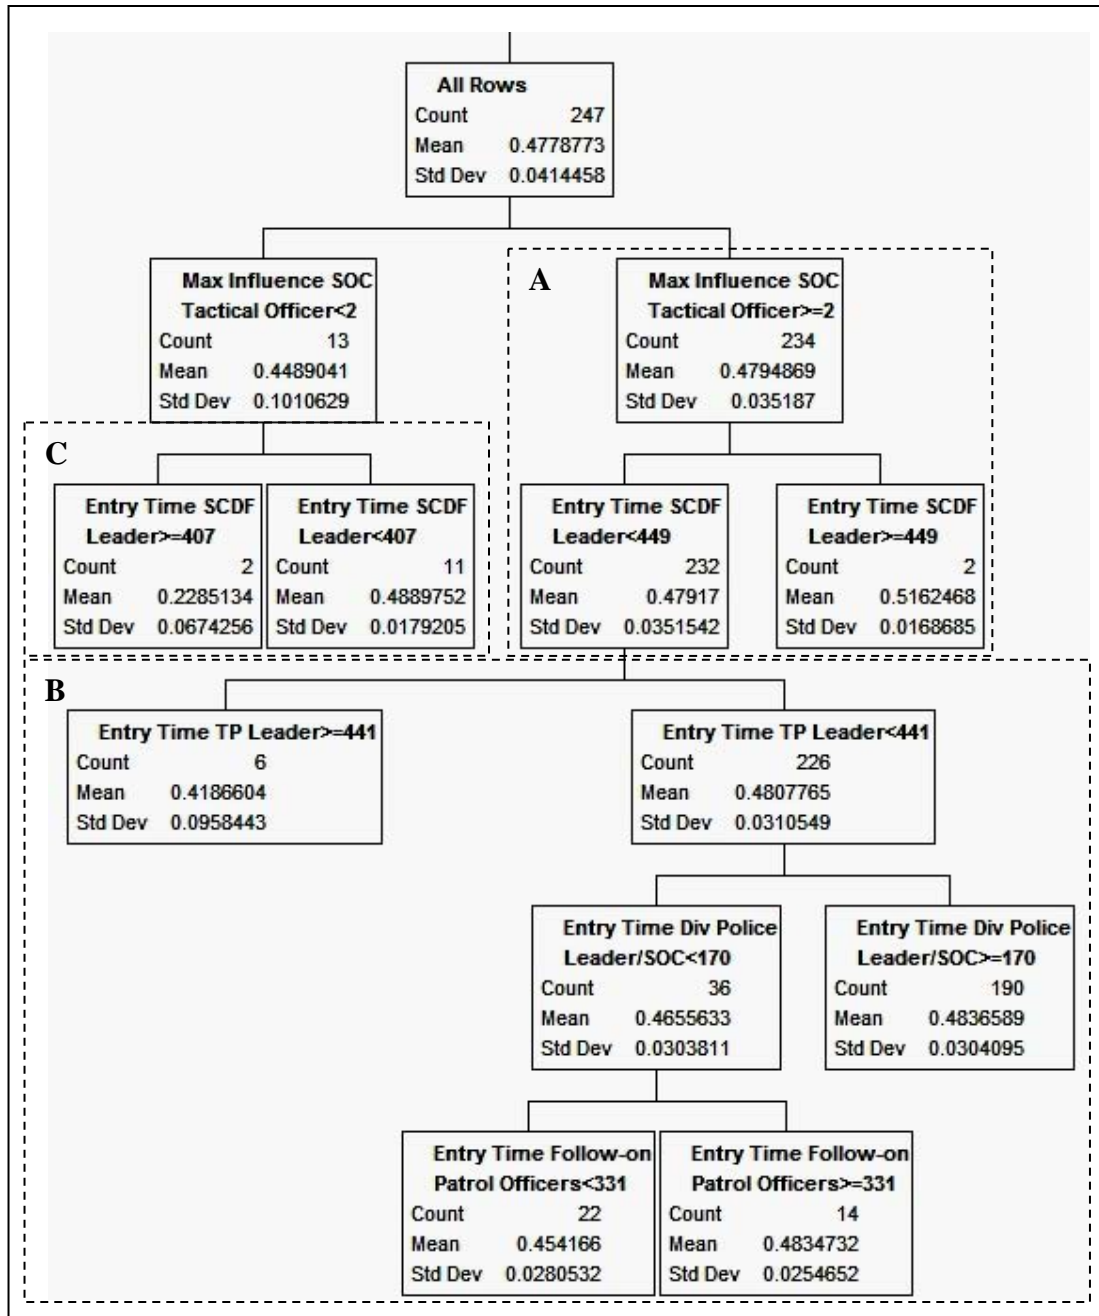 All Rows
Count 247
Mean 0.4778773
Std Dev 0.0414458
Max Influence SOC
Tactical Officer<2
Count 13
Mean 0.4489041
Std Dev 0.1010629
A
Max Influence SOC
Tactical Officer>=2
Count 234
Mean 0.4794869
Std Dev 0.035187
C
Entry Time SCDF
Leader>=407
Count 2
Mean 0.2285134
Std Dev 0.0674256
Entry Time SCDF
Leader<407
Count 11
Mean 0.4889752
Std Dev 0.0179205
Entry Time SCDF
Leader<449
Count 232
Mean 0.47917
Std Dev 0.0351542
Entry Time SCDF
Leader>=449
Count 2
Mean 0.5162468
Std Dev 0.0168685
B
Entry Time TP Leader>=441
Count 6
Mean 0.4186604
Std Dev 0.0958443
Entry Time TP Leader<441
Count 226
Mean 0.4807765
Std Dev 0.0310549
Entry Time Div Police
Leader/SOC<170
Count 36
Mean 0.4655633
Std Dev 0.0303811
Entry Time Div Police
Leader/SOC>=170
Count 190
Mean 0.4836589
Std Dev 0.0304095
Entry Time Follow-on
Patrol Officers<331
Count 22
Mean 0.454166
Std Dev 0.0280532
Entry Time Follow-on
Patrol Officers>=331
Count 14
Mean 0.4834732
Std Dev 0.0254652